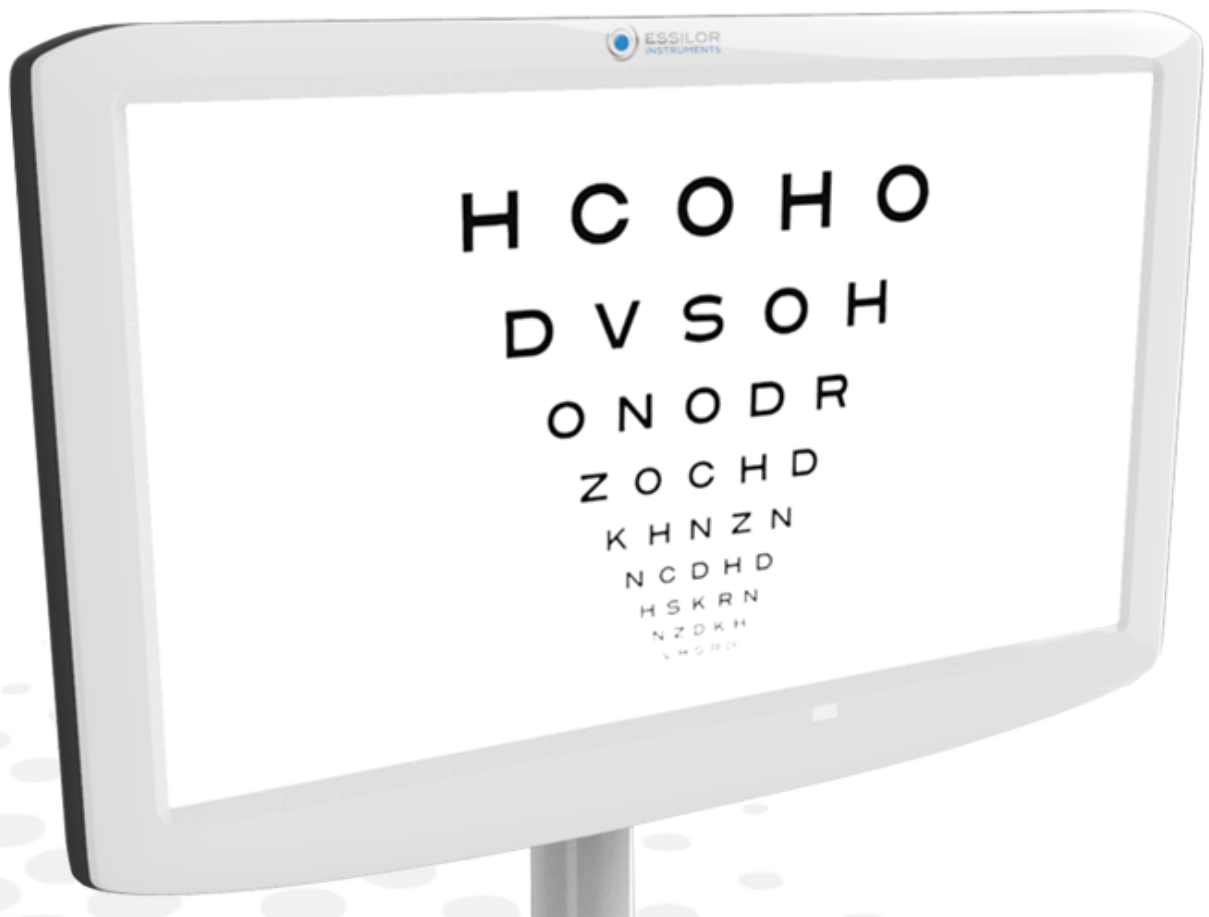 ESSILOR
INSTRUMENTS
H C O H O
D V S O H
O N O D R
Z O C H D
K H N Z N
N C D H D
H S K R N
N Z D K H